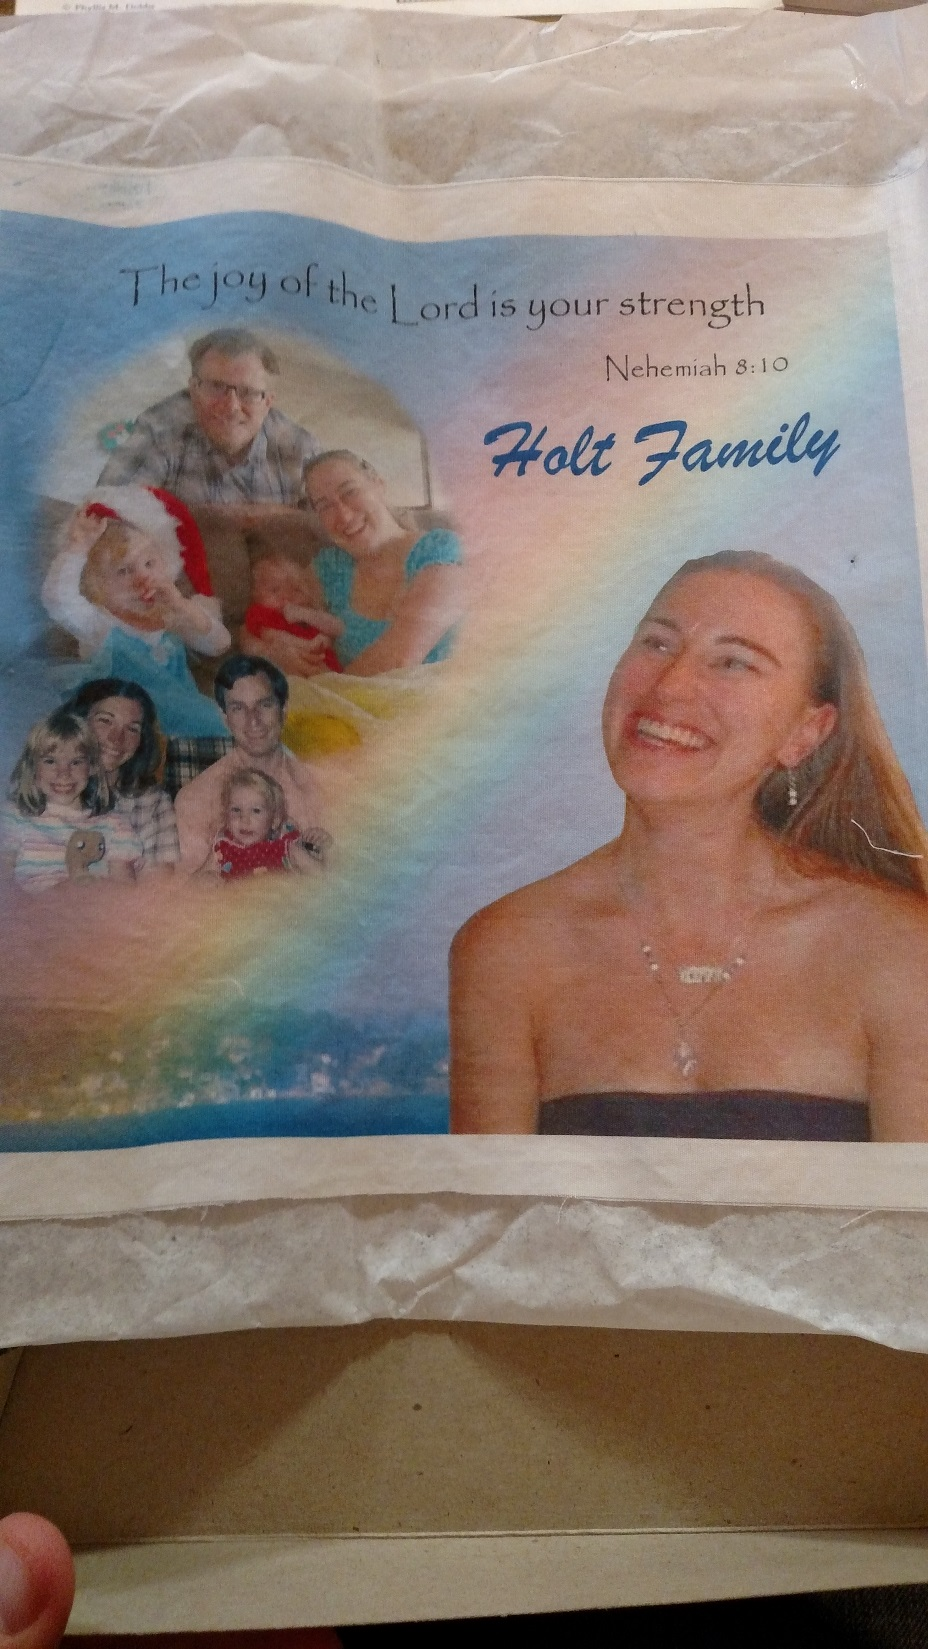 The joy of the Lord is your strength
Nehemiah 8:10
Holt Family